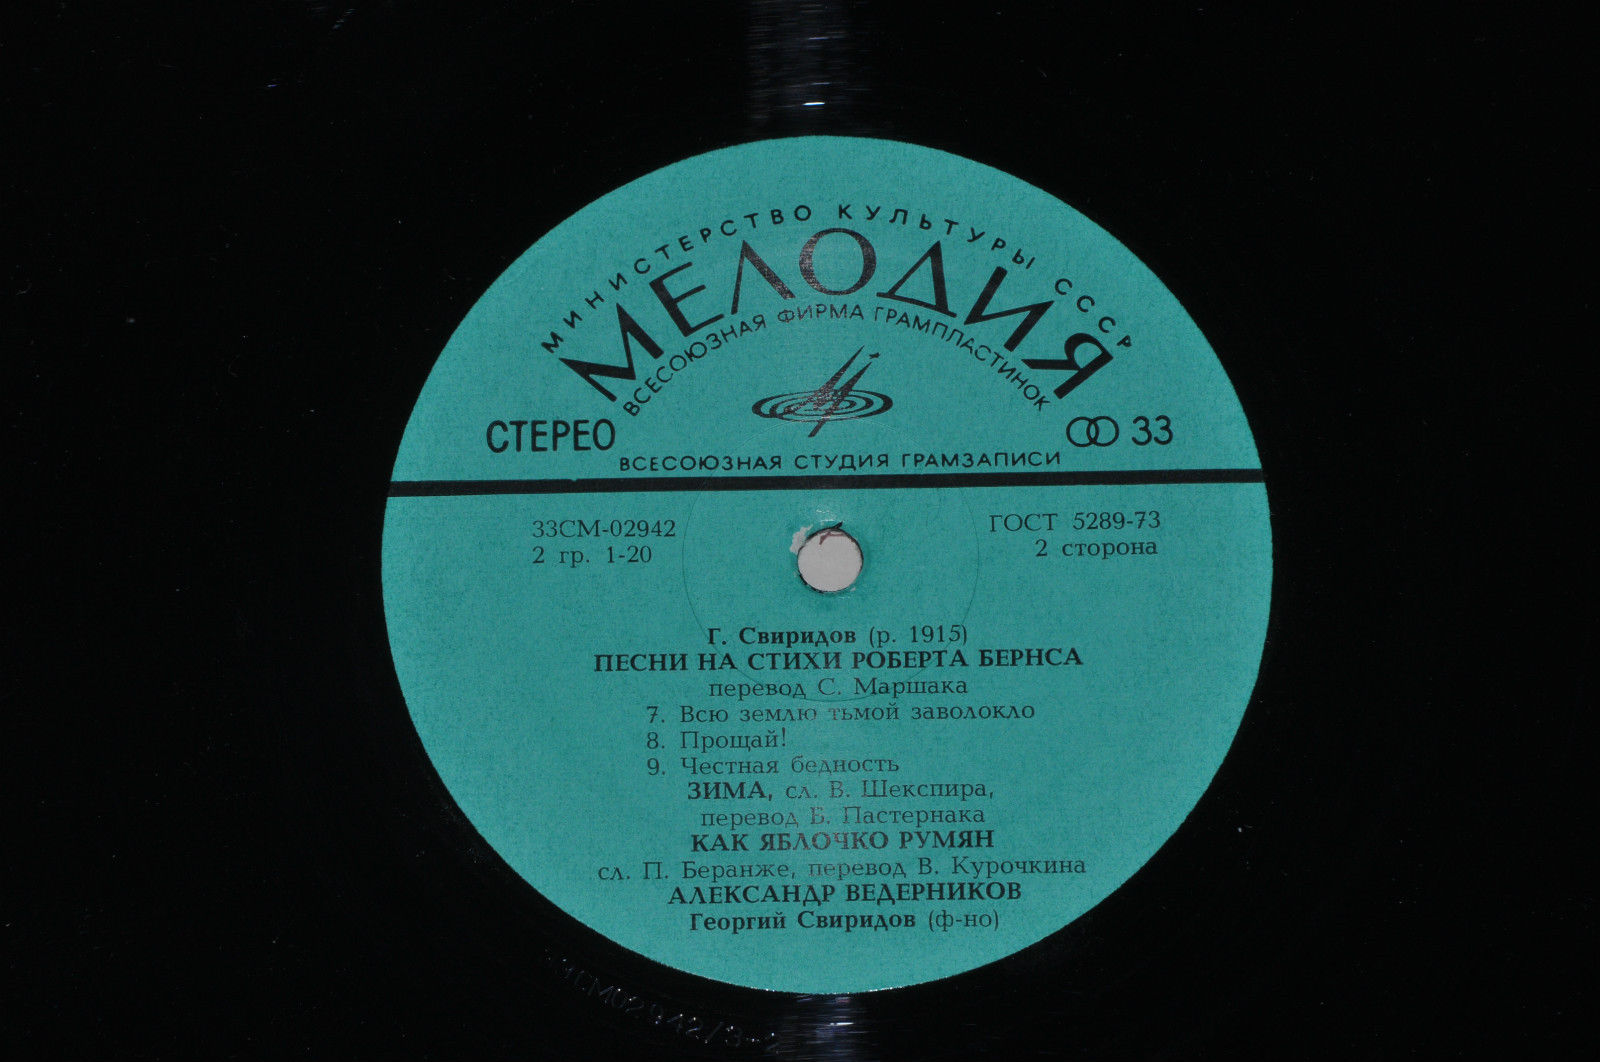 МИНИСТЕРСТВО КУЛЬТУРЫ СССР
МЕЛОДИЯ
ВСЕСОЮЗНАЯ ФИРМА ГРАМПЛАСТИНОК
СТЕРЕО
33
ВСЕСОЮЗНАЯ СТУДИЯ ГРАМЗАПИСИ
33СМ-02942
ГОСТ 5289-73
2 гр. 1-20
2 сторона
Г. Свиридов (р. 1915)
ПЕСНИ НА СТИХИ РОБЕРТА БЕРНСА
перевод С. Маршака
7. Всю землю тьмой заволокло
8. Прощай!
9. Честная бедность
ЗИМА, сл. В. Шекспира,
перевод Б. Пастернака
КАК ЯБЛОЧКО РУМЯН
сл. П. Беранже, перевод В. Курочкина
АЛЕКСАНДР ВЕДЕРНИКОВ
Георгий Свиридов (ф-но)